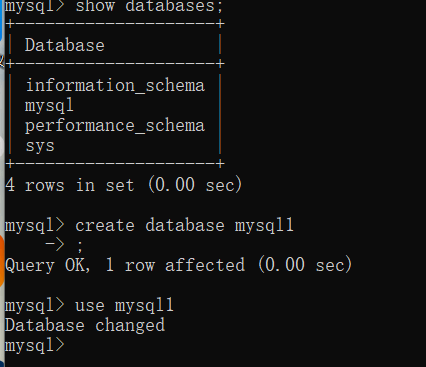 mysql> show databases;
+--------------------+
| Database           |
+--------------------+
| information_schema |
| mysql              |
| performance_schema |
| sys                |
+--------------------+
4 rows in set (0.00 sec)
mysql> create database mysql1
    -> ;
Query OK, 1 row affected (0.00 sec)
mysql> use mysql1
Database changed
mysql>